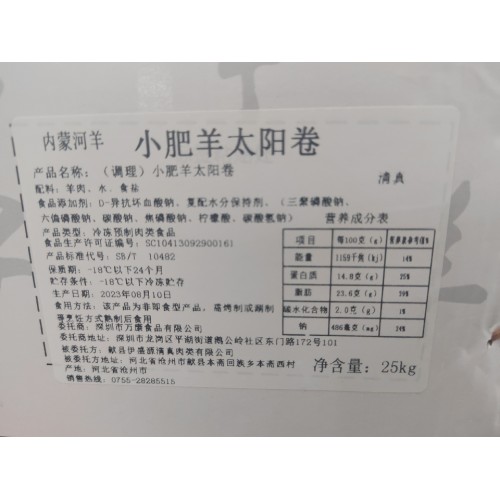 内蒙河羊 小肥羊太阳卷
产品名称：（调理）小肥羊太阳卷
清真
配料：羊肉、水、食盐
食品添加剂：D-异抗坏血酸钠、复配水分保持剂、（三聚磷酸钠、
六偏磷酸钠、碳酸钠、焦磷酸钠、柠檬酸、碳酸氢钠）
营养成分表
产品类型：冷冻预制肉类食品
食品生产许可证编号：SC10413092900161
产品标准代号：SB/T 10482
保质期：-18℃以下24个月
贮存条件：-18℃以下冷冻贮存
生产日期：2023年08月10日
食用方法：该产品为非即食型产品，应烤制或涮制
等烹饪方式熟制后食用
项目 每100克(g) 营养素参考值%
能量 1159千焦(kj) 14%
蛋白质 14.8克(g) 25%
脂肪 23.6克(g) 39%
碳水化合物 2.0克(g) 1%
钠 486毫克(mg) 24%
委托商：深圳市万馨食品有限公司
委托商地址：深圳市龙岗区平湖街道鹅公岭社区东门路172号101
被委托方：献县伊盛源清真肉类有限公司
被委托方地址：河北省沧州市献县本斋回族乡本斋西村
产地：河北省沧州市
销售热线：0755-28285515
净含量：25kg